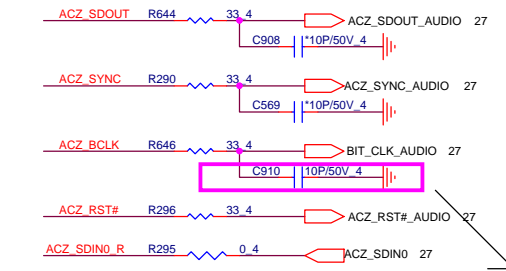 ACZ_SDOUT R644 33_4 ACZ_SDOUT_AUDIO 27
C908 *10P/50V_4
ACZ_SYNC R290 33_4 ACZ_SYNC_AUDIO 27
C569 *10P/50V_4
ACZ_BCLK R646 33_4 BIT_CLK_AUDIO 27
C910 10P/50V_4
ACZ_RST# R296 33_4 ACZ_RST#_AUDIO 27
ACZ_SDIN0_R R295 0_4 ACZ_SDIN0 27